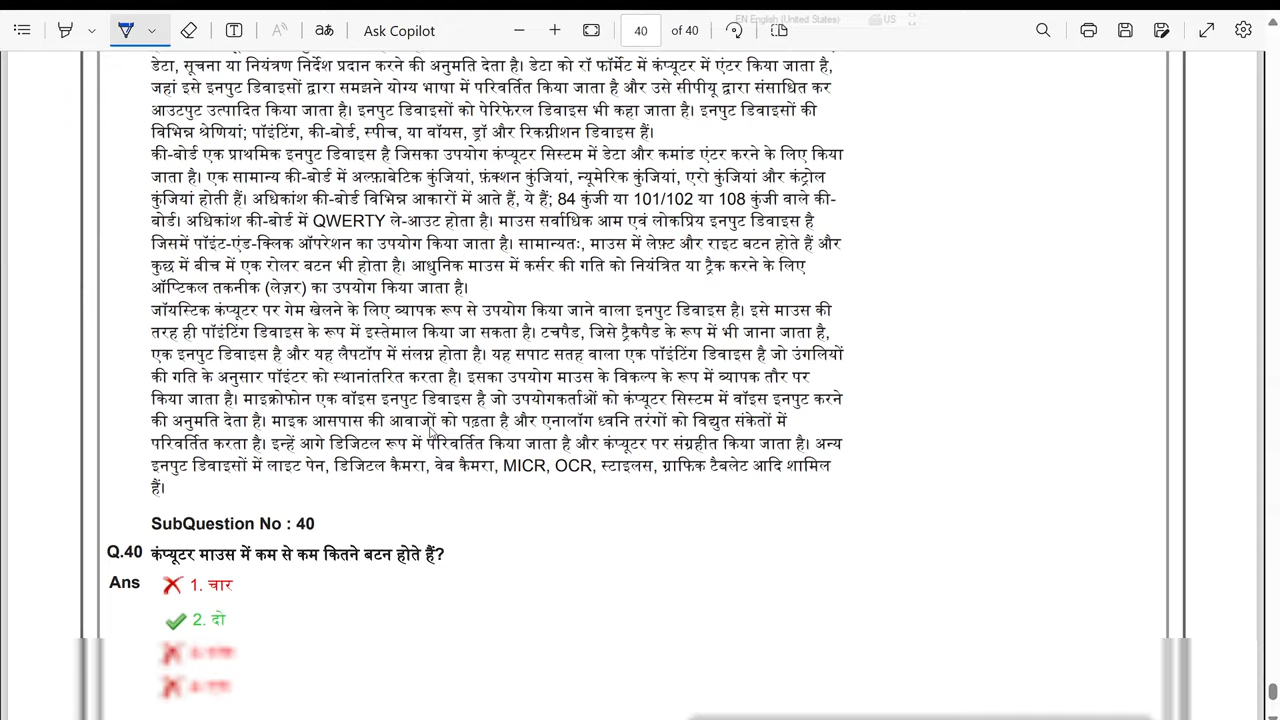 EN English (United States) US
Ask Copilot 40 of 40
डेटा, सूचना या नियंत्रण निर्देश प्रदान करने की अनुमति देता है। डेटा को रॉ फॉर्मेट में कंप्यूटर में एंटर किया जाता है,
जहां इसे इनपुट डिवाइसों द्वारा समझने योग्य भाषा में परिवर्तित किया जाता है और उसे सीपीयू द्वारा संसाधित कर
आउटपुट उत्पादित किया जाता है। इनपुट डिवाइसों को पेरिफेरल डिवाइस भी कहा जाता है। इनपुट डिवाइसों की
विभिन्न श्रेणियां; पॉइंटिंग, की-बोर्ड, स्पीच, या वॉयस, ड्रॉ और रिकग्नीशन डिवाइस हैं।
की-बोर्ड एक प्राथमिक इनपुट डिवाइस है जिसका उपयोग कंप्यूटर सिस्टम में डेटा और कमांड एंटर करने के लिए किया
जाता है। एक सामान्य की-बोर्ड में अल्फ़ाबेटिक कुंजियां, फ़ंक्शन कुंजियां, न्यूमेरिक कुंजियां, एरो कुंजियां और कंट्रोल
कुंजियां होती हैं। अधिकांश की-बोर्ड विभिन्न आकारों में आते हैं, ये हैं; 84 कुंजी या 101/102 या 108 कुंजी वाले की-
बोर्ड। अधिकांश की-बोर्ड में QWERTY ले-आउट होता है। माउस सर्वाधिक आम एवं लोकप्रिय इनपुट डिवाइस है
जिसमें पॉइंट-एंड-क्लिक ऑपरेशन का उपयोग किया जाता है। सामान्यतः, माउस में लेफ़्ट और राइट बटन होते हैं और
कुछ में बीच में एक रोलर बटन भी होता है। आधुनिक माउस में कर्सर की गति को नियंत्रित या ट्रैक करने के लिए
ऑप्टिकल तकनीक (लेज़र) का उपयोग किया जाता है।
जॉयस्टिक कंप्यूटर पर गेम खेलने के लिए व्यापक रूप से उपयोग किया जाने वाला इनपुट डिवाइस है। इसे माउस की
तरह ही पॉइंटिंग डिवाइस के रूप में इस्तेमाल किया जा सकता है। टचपैड, जिसे ट्रैकपैड के रूप में भी जाना जाता है,
एक इनपुट डिवाइस है और यह लैपटॉप में संलग्न होता है। यह सपाट सतह वाला एक पॉइंटिंग डिवाइस है जो उंगलियों
की गति के अनुसार पॉइंटर को स्थानांतरित करता है। इसका उपयोग माउस के विकल्प के रूप में व्यापक तौर पर
किया जाता है। माइक्रोफोन एक वॉइस इनपुट डिवाइस है जो उपयोगकर्ताओं को कंप्यूटर सिस्टम में वॉइस इनपुट करने
की अनुमति देता है। माइक आसपास की आवाजों को पढ़ता है और एनालॉग ध्वनि तरंगों को विद्युत संकेतों में
परिवर्तित करता है। इन्हें आगे डिजिटल रूप में परिवर्तित किया जाता है और कंप्यूटर पर संग्रहीत किया जाता है। अन्य
इनपुट डिवाइसों में लाइट पेन, डिजिटल कैमरा, वेब कैमरा, MICR, OCR, स्टाइलस, ग्राफिक टैबलेट आदि शामिल
हैं।
SubQuestion No : 40
Q.40 कंप्यूटर माउस में कम से कम कितने बटन होते हैं?
Ans 1. चार
2. दो